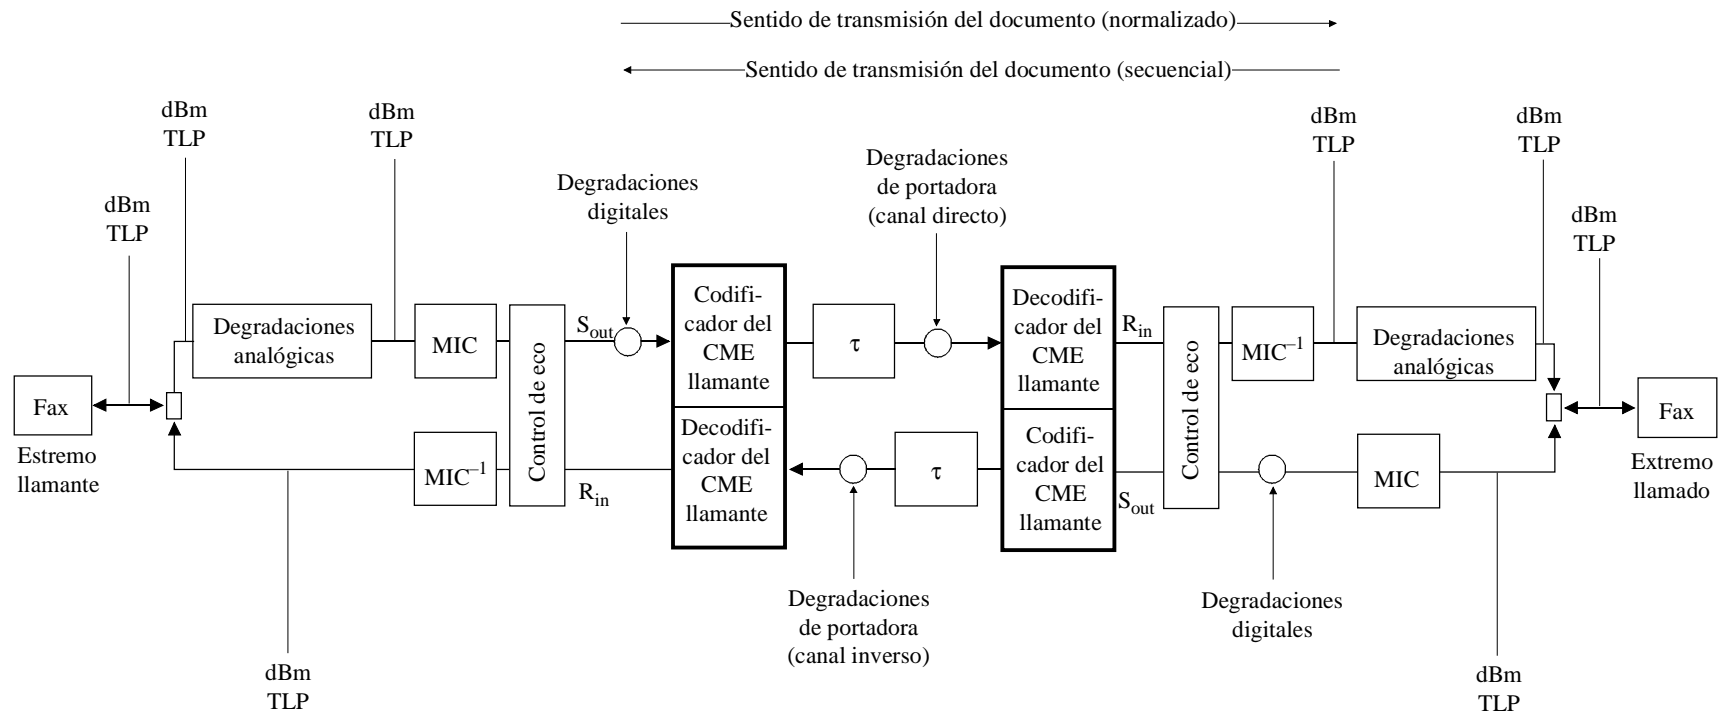 Sentido de transmisión del documento (normalizado)
Sentido de transmisión del documento (secuencial)
dBm
TLP
dBm
TLP
dBm
TLP
Degradaciones
digitales
Degradaciones
de portadora
(canal directo)
dBm
TLP
dBm
TLP
dBm
TLP
Fax
Estremo
llamante
Degradaciones
analógicas
MIC
MIC–1
Control de eco
Sout
Rin
Codifi-
cador del
CME
llamante
Decodifi-
cador del
CME
llamante
τ
τ
Decodifi-
cador del
CME
llamante
Codifi-
cador del
CME
llamante
Rin
Sout
Control de eco
MIC–1
Degradaciones
analógicas
MIC
Fax
Extremo
llamado
dBm
TLP
Degradaciones
de portadora
(canal inverso)
Degradaciones
digitales
dBm
TLP